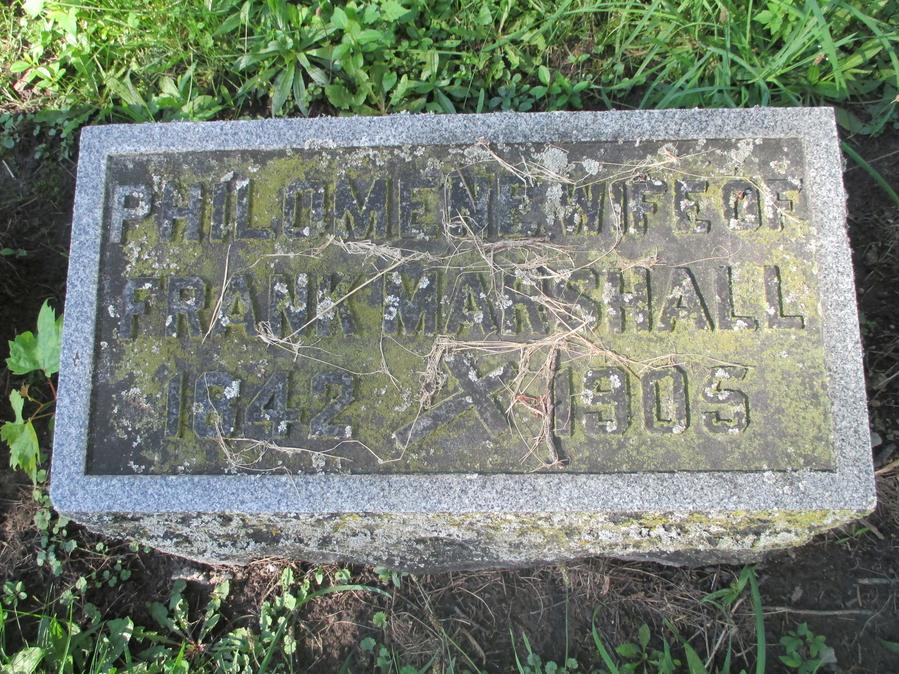 PHILOMENE WIFE OF
FRANK MARSHALL
1842 1905